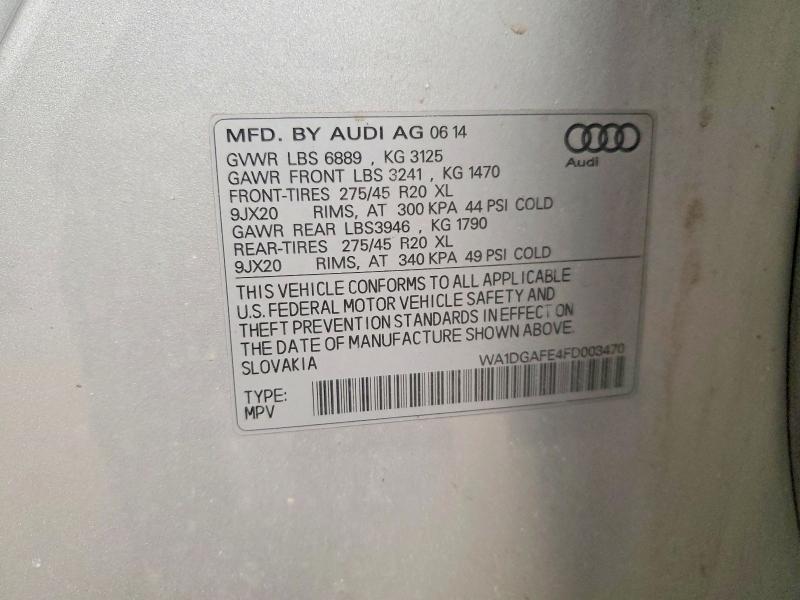 MFD. BY AUDI AG 06 14
Audi
GVWR LBS 6889 , KG 3125
GAWR FRONT LBS 3241 , KG 1470
FRONT-TIRES 275/45 R20 XL
9JX20 RIMS, AT 300 KPA 44 PSI COLD
GAWR REAR LBS3946 , KG 1790
REAR-TIRES 275/45 R20 XL
9JX20 RIMS, AT 340 KPA 49 PSI COLD
THIS VEHICLE CONFORMS TO ALL APPLICABLE
U.S. FEDERAL MOTOR VEHICLE SAFETY AND
THEFT PREVENTION STANDARDS IN EFFECT ON
THE DATE OF MANUFACTURE SHOWN ABOVE.
SLOVAKIA
WA1DGAFE4FD003470
TYPE:
MPV